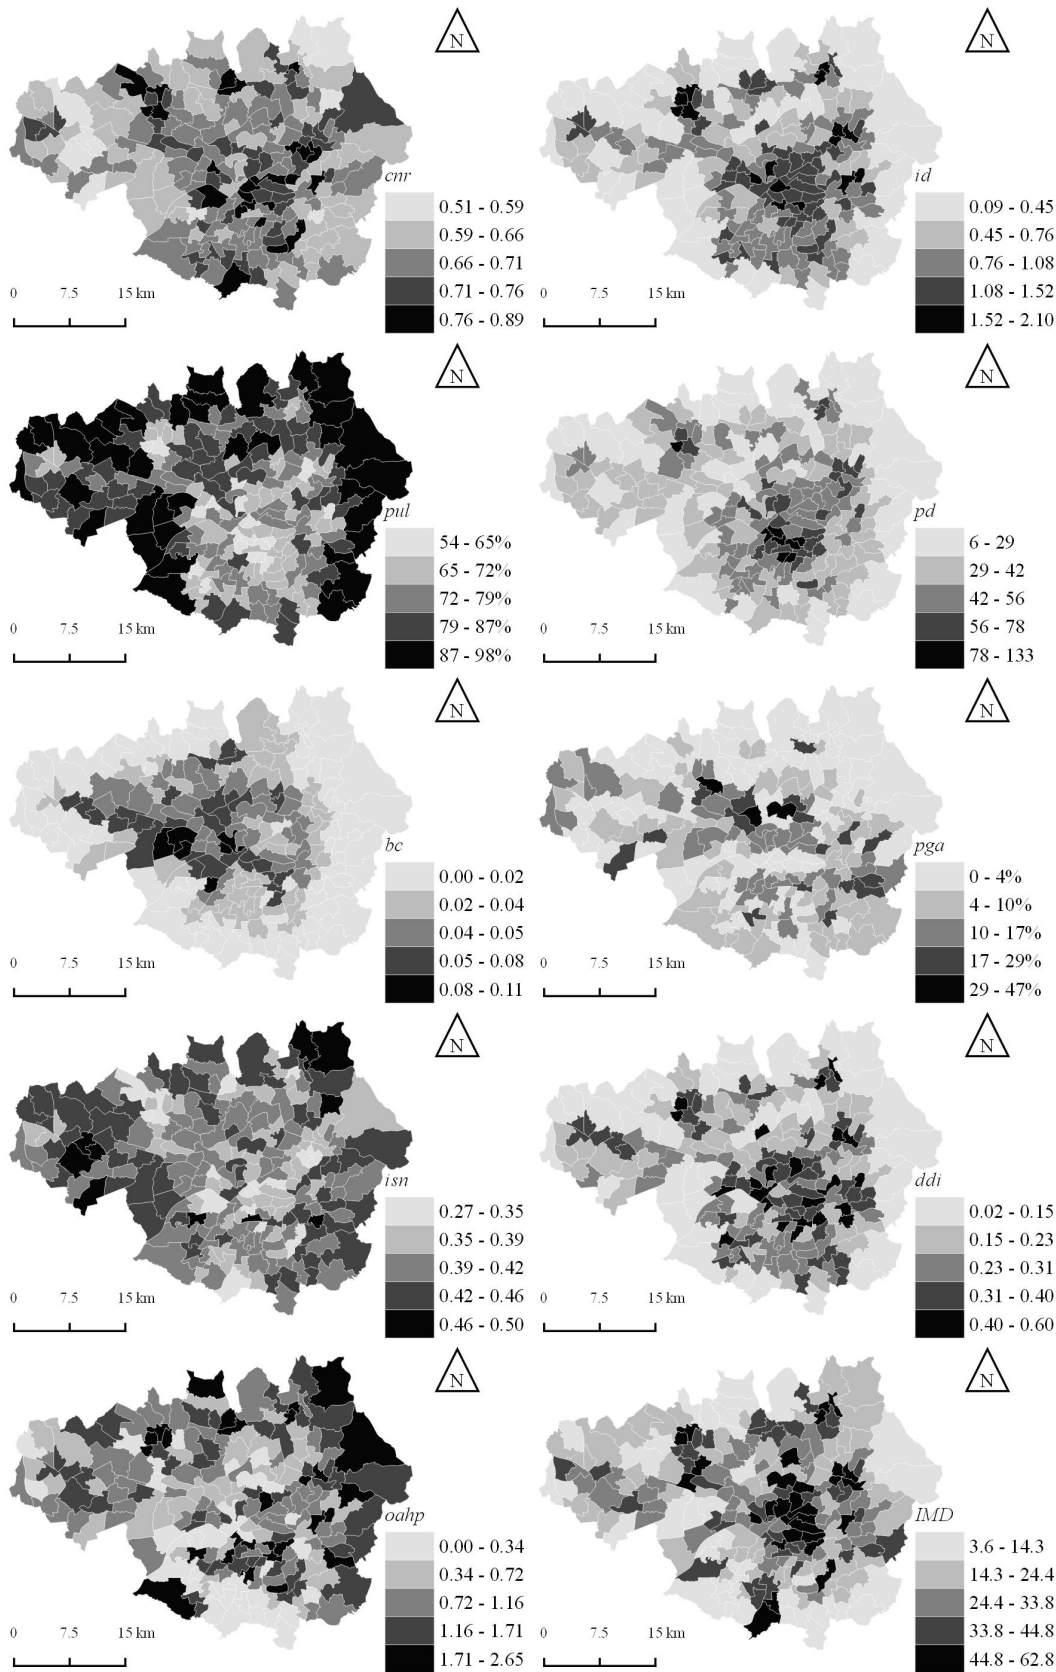 N
cnr
0.51 - 0.59
0.59 - 0.66
0.66 - 0.71
0.71 - 0.76
0.76 - 0.89
0 7.5 15 km
N
id
0.09 - 0.45
0.45 - 0.76
0.76 - 1.08
1.08 - 1.52
1.52 - 2.10
0 7.5 15 km
N
pul
54 - 65%
65 - 72%
72 - 79%
79 - 87%
87 - 98%
0 7.5 15 km
N
pd
6 - 29
29 - 42
42 - 56
56 - 78
78 - 133
0 7.5 15 km
N
bc
0.00 - 0.02
0.02 - 0.04
0.04 - 0.05
0.05 - 0.08
0.08 - 0.11
0 7.5 15 km
N
pga
0 - 4%
4 - 10%
10 - 17%
17 - 29%
29 - 47%
0 7.5 15 km
N
isn
0.27 - 0.35
0.35 - 0.39
0.39 - 0.42
0.42 - 0.46
0.46 - 0.50
0 7.5 15 km
N
ddi
0.02 - 0.15
0.15 - 0.23
0.23 - 0.31
0.31 - 0.40
0.40 - 0.60
0 7.5 15 km
N
oahp
0.00 - 0.34
0.34 - 0.72
0.72 - 1.16
1.16 - 1.71
1.71 - 2.65
0 7.5 15 km
N
IMD
3.6 - 14.3
14.3 - 24.4
24.4 - 33.8
33.8 - 44.8
44.8 - 62.8
0 7.5 15 km